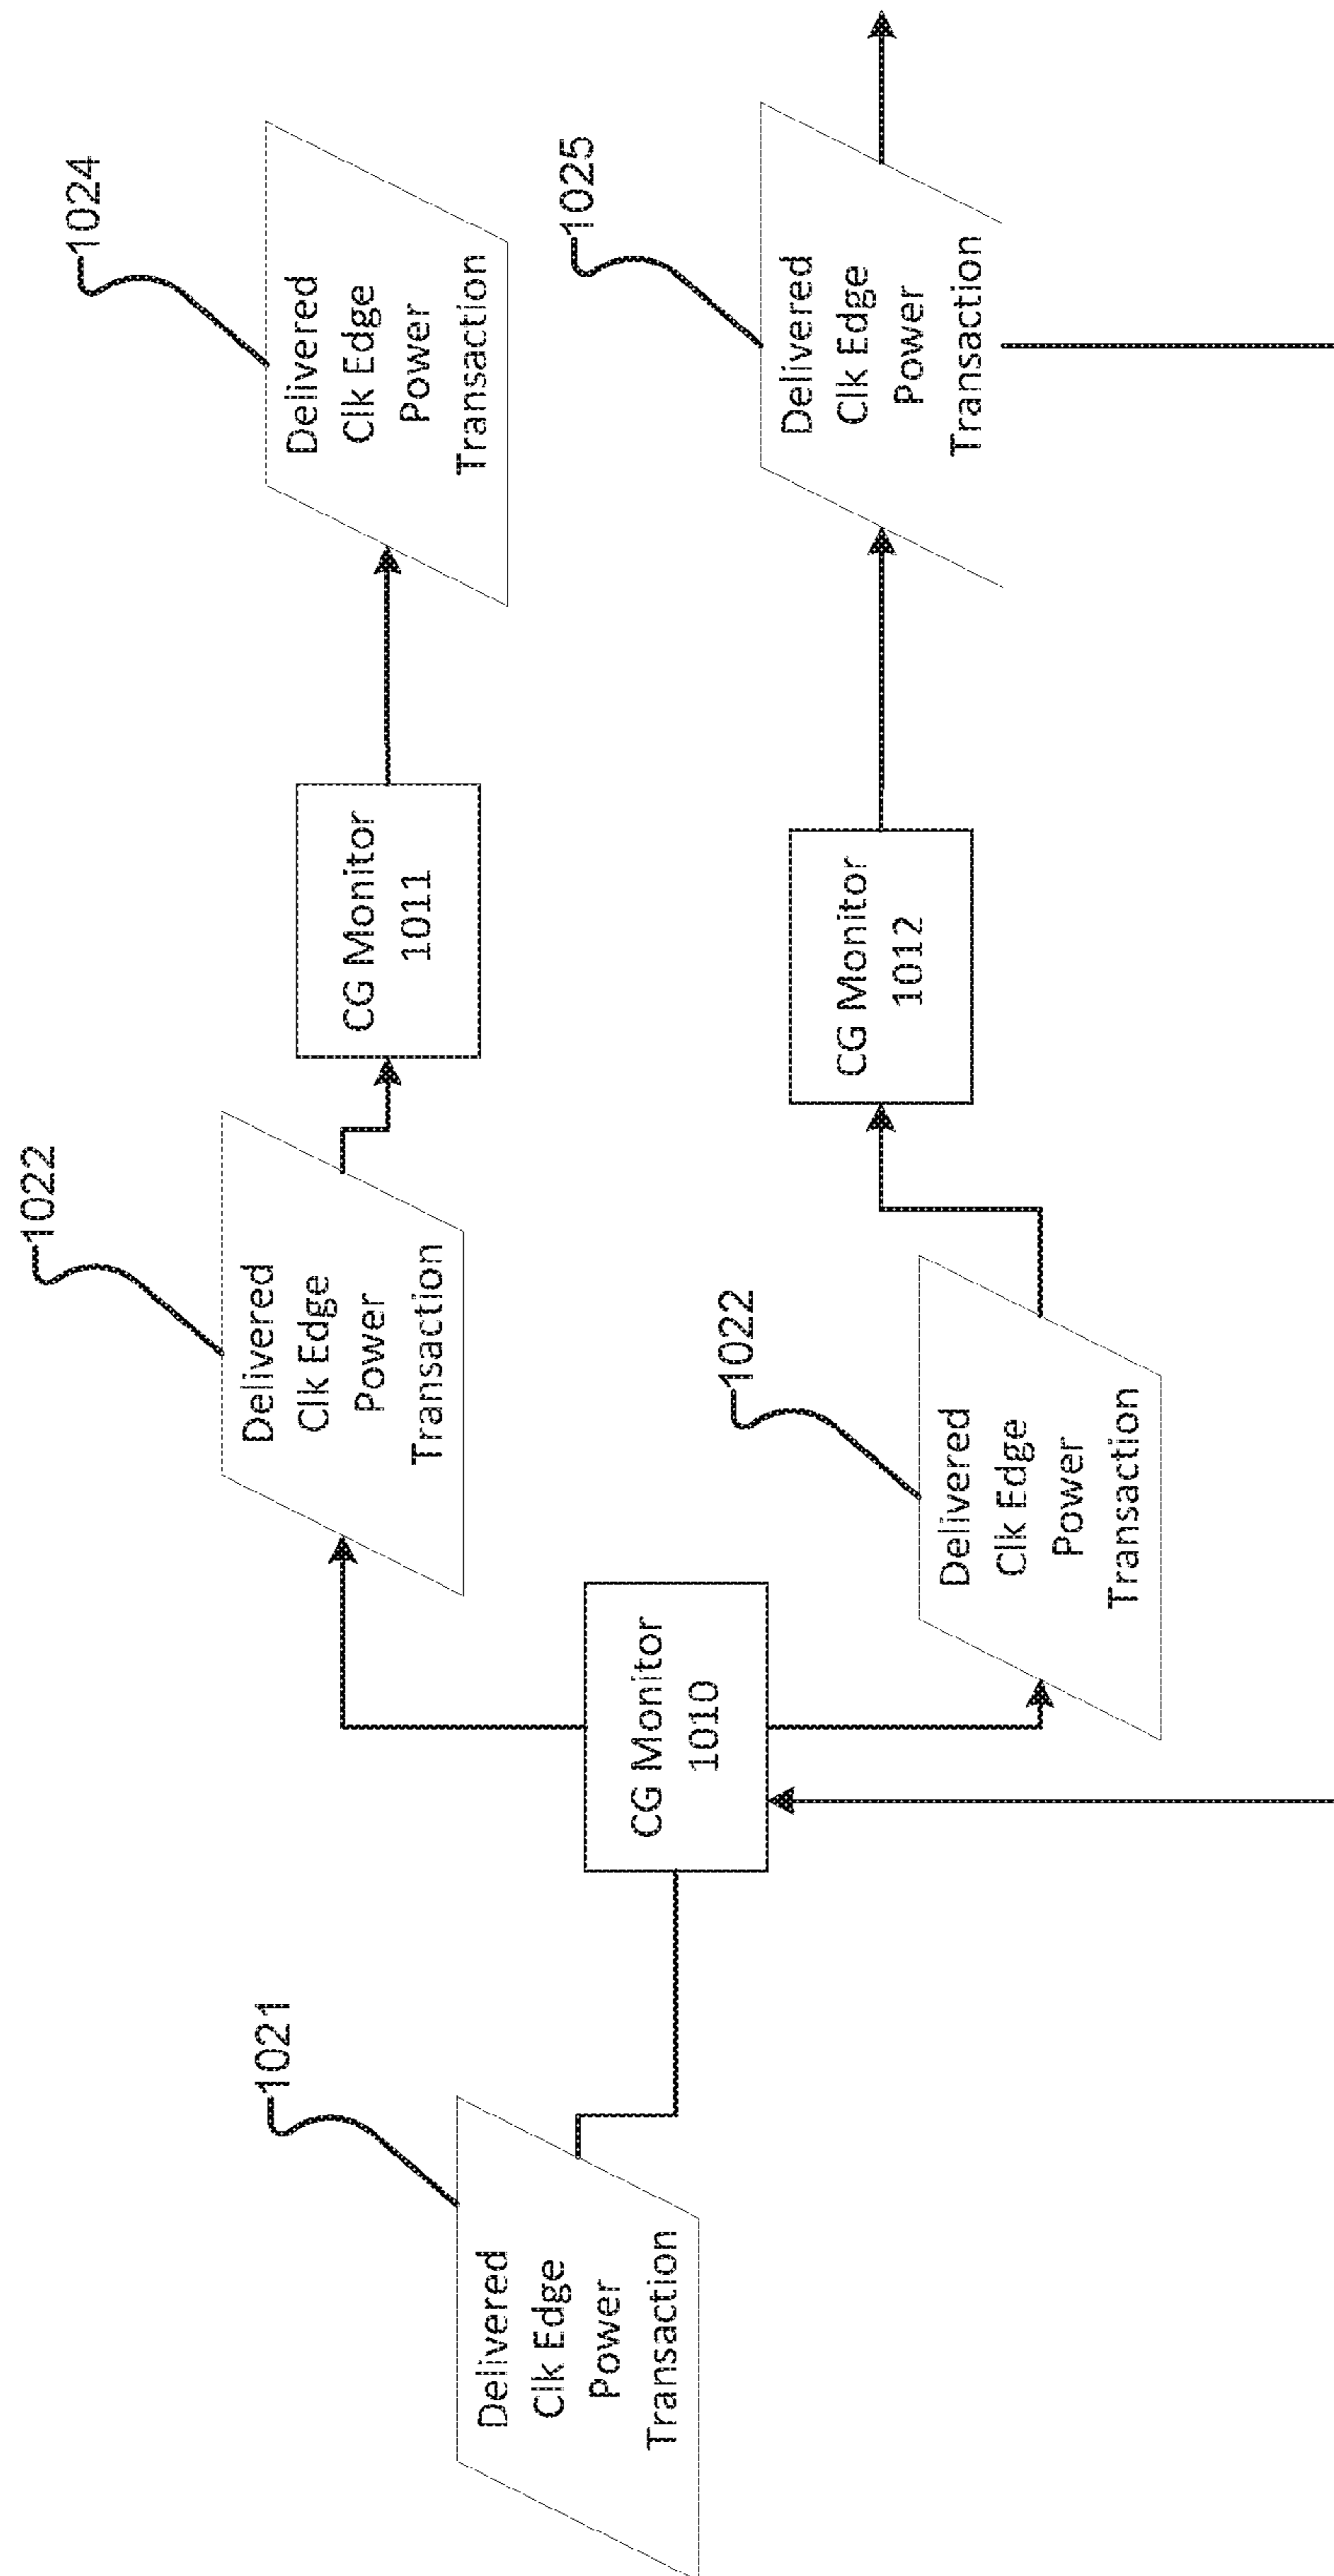 1021
Delivered
Clk Edge
Power
Transaction
CG Monitor
1010
1022
Delivered
Clk Edge
Power
Transaction
1022
Delivered
Clk Edge
Power
Transaction
CG Monitor
1011
CG Monitor
1012
1024
Delivered
Clk Edge
Power
Transaction
1025
Delivered
Clk Edge
Power
Transaction